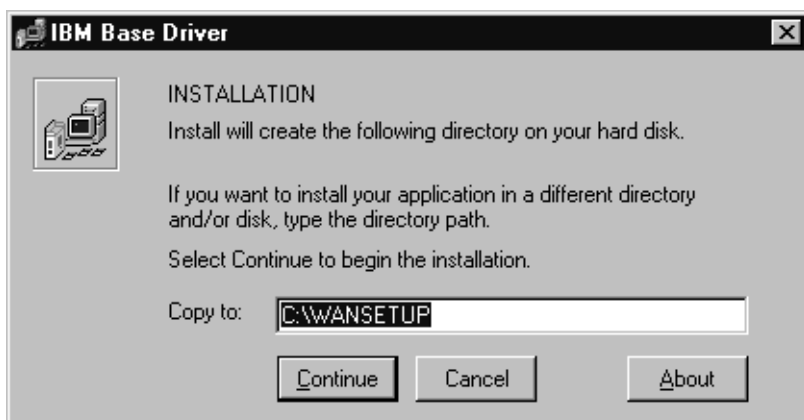 IBM Base Driver
INSTALLATION
Install will create the following directory on your hard disk.
If you want to install your application in a different directory
and/or disk, type the directory path.
Select Continue to begin the installation.
Copy to: C:\WANSETUP
Continue Cancel About